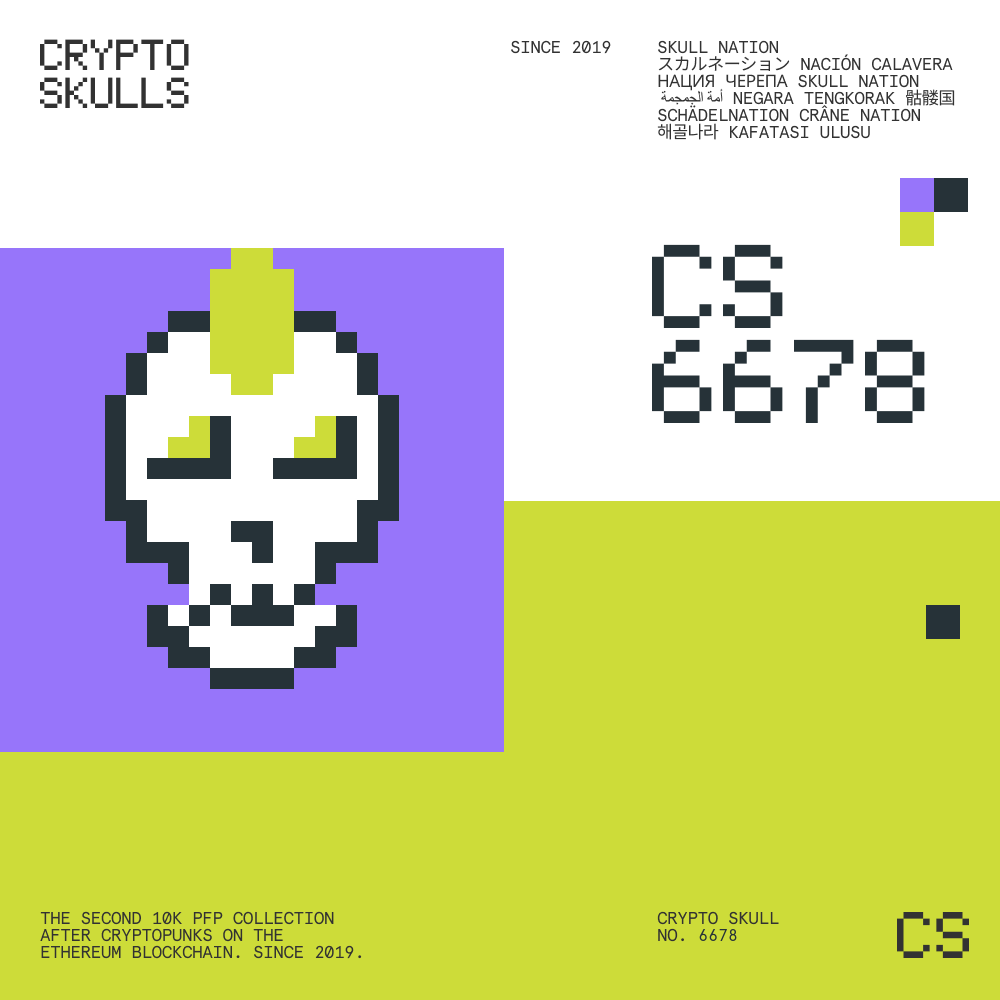 CRYPTO
SKULLS
SINCE 2019
SKULL NATION
スカルネーション NACIÓN CALAVERA
НАЦИЯ ЧЕРЕПА SKULL NATION
أمة الجمجمة NEGARA TENGKORAK 骷髅国
SCHÄDELNATION CRÂNE NATION
해골나라 KAFATASI ULUSU
CS
6678
THE SECOND 10K PFP COLLECTION
AFTER CRYPTOPUNKS ON THE
ETHEREUM BLOCKCHAIN. SINCE 2019.
CRYPTO SKULL
NO. 6678
CS